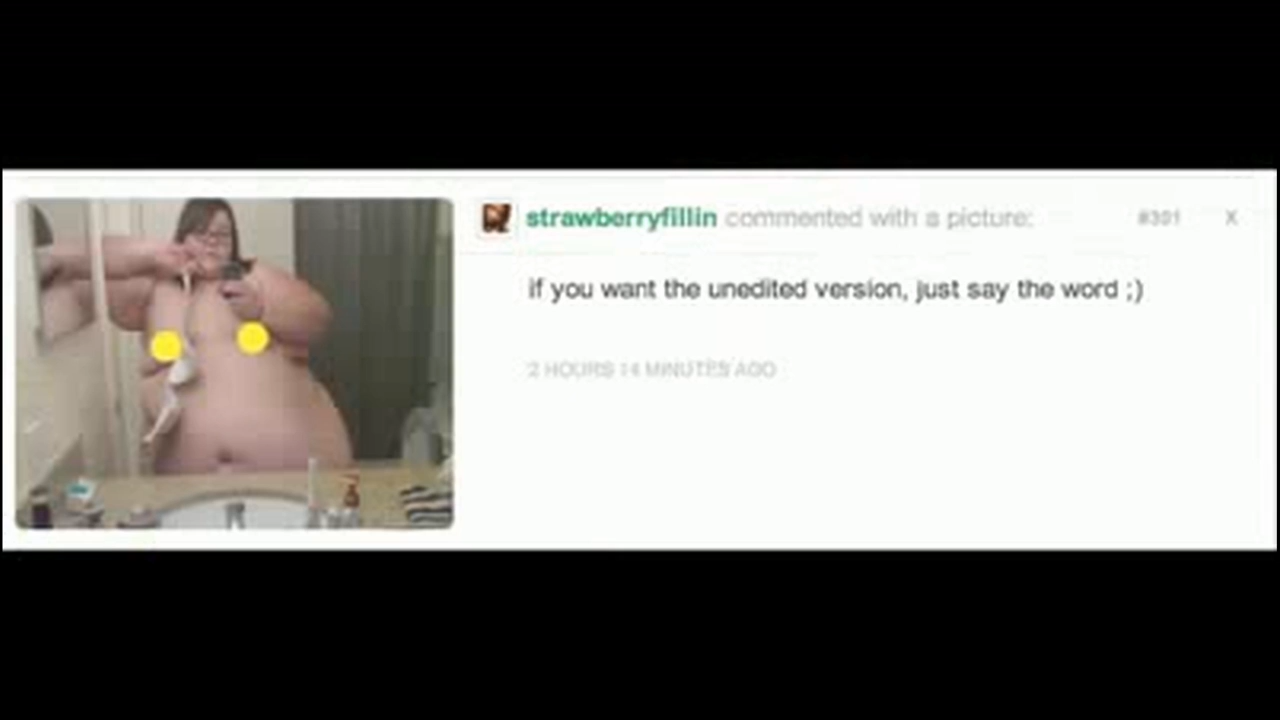 strawberryfillin commented with a picture:
#301
X
if you want the unedited version, just say the word ;)
2 HOURS 14 MINUTES AGO